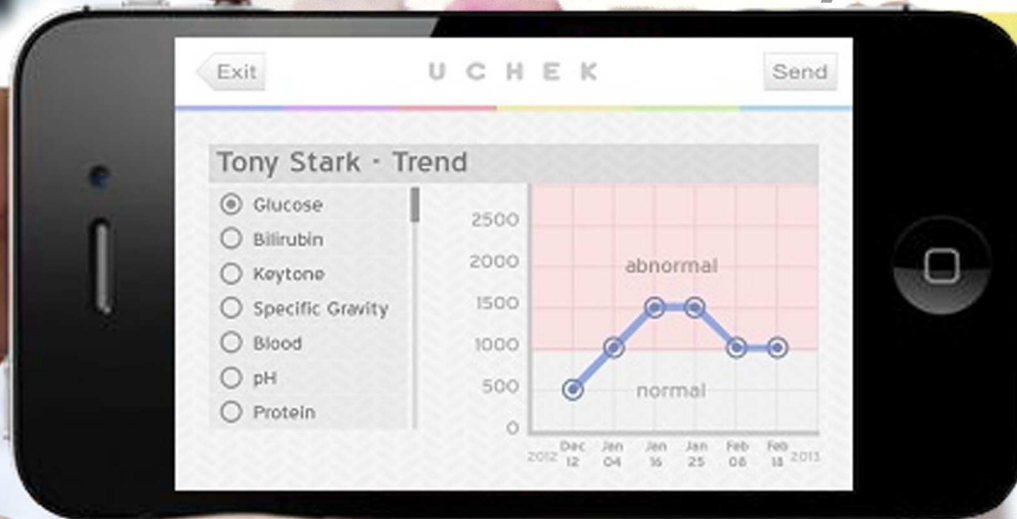 Exit
UCHEK
Send
Tony Stark - Trend
Glucose
Bilirubin
Keytone
Specific Gravity
Blood
pH
Protein
2500
2000
1500
1000
500
0
abnormal
normal
2012 Dec 12 Jan 04 Jan 16 Jan 25 Feb 08 Feb 18 2013